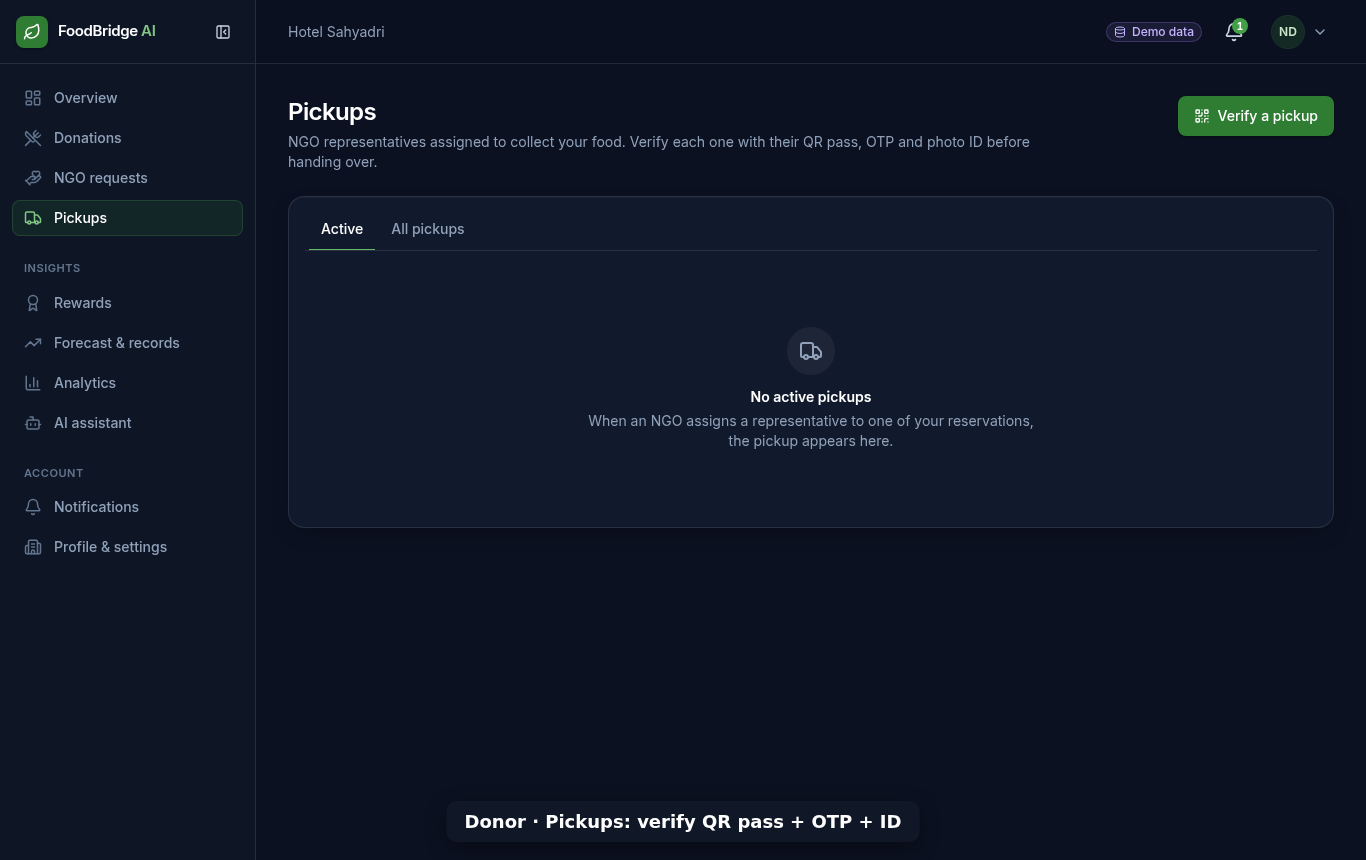 FoodBridge AI
Hotel Sahyadri
Demo data
1
ND
Overview
Donations
NGO requests
Pickups
INSIGHTS
Rewards
Forecast & records
Analytics
AI assistant
ACCOUNT
Notifications
Profile & settings
Pickups
NGO representatives assigned to collect your food. Verify each one with their QR pass, OTP and photo ID before
handing over.
Verify a pickup
Active
All pickups
No active pickups
When an NGO assigns a representative to one of your reservations,
the pickup appears here.
Donor · Pickups: verify QR pass + OTP + ID